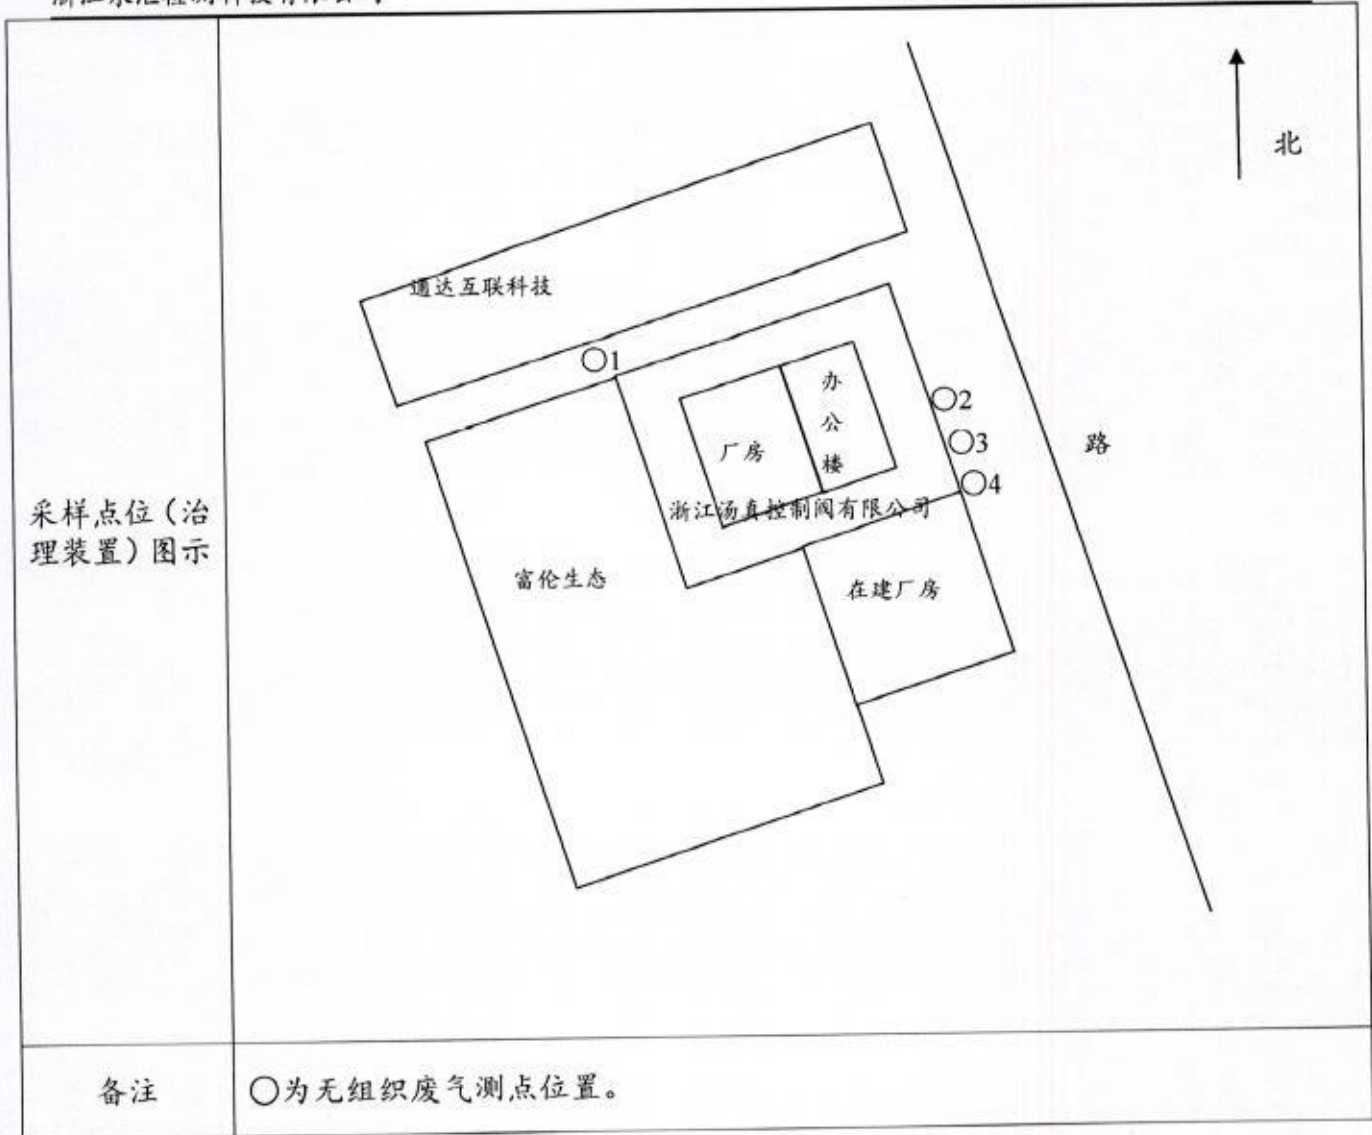 通达互联科技
北
○1
办
公
楼
○2
厂房
○3
路
○4
浙江汤真控制阀有限公司
采样点位（治
理装置）图示
富伦生态
在建厂房
备注
○为无组织废气测点位置。